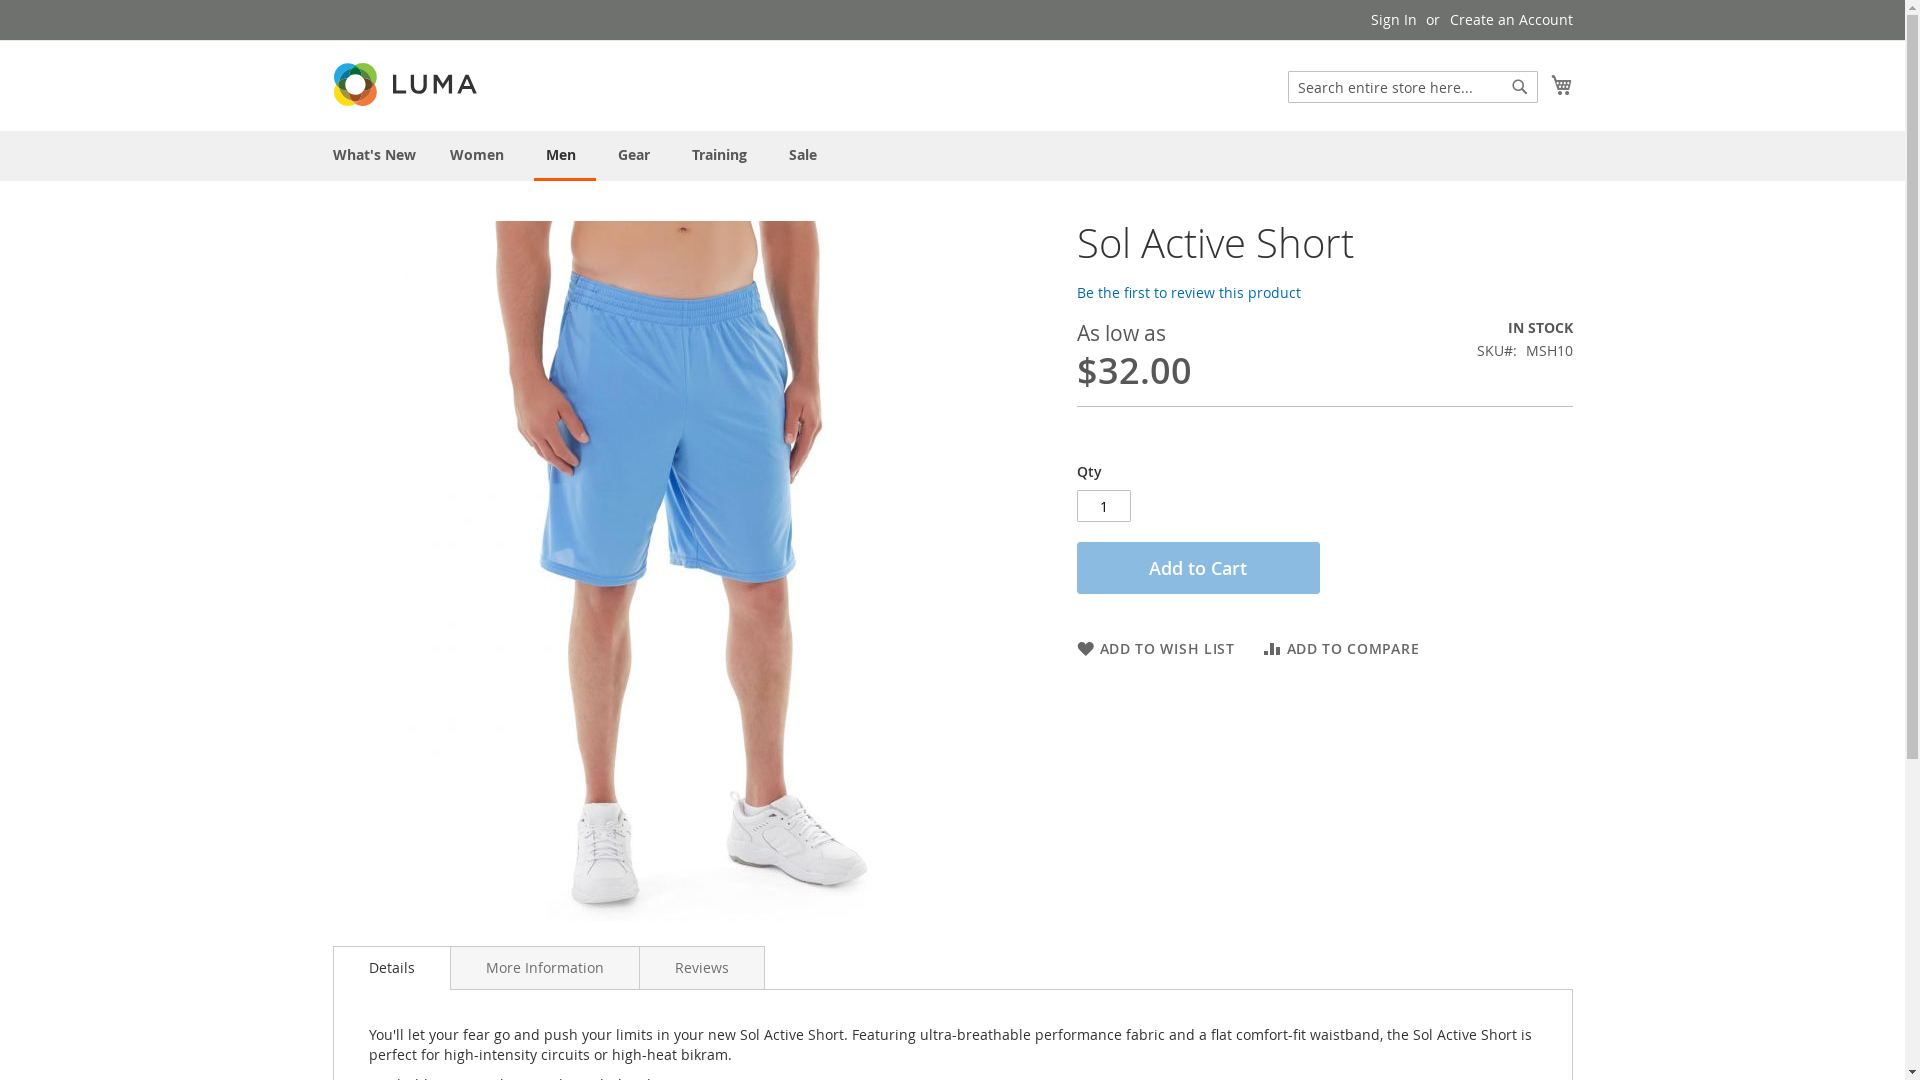 Sign In or Create an Account
LUMA
Search entire store here...
What's New Women Men Gear Training Sale
Sol Active Short
Be the first to review this product
As low as
$32.00
IN STOCK
SKU#: MSH10
Qty
1
Add to Cart
ADD TO WISH LIST ADD TO COMPARE
Details More Information Reviews
You'll let your fear go and push your limits in your new Sol Active Short. Featuring ultra-breathable performance fabric and a flat comfort-fit waistband, the Sol Active Short is
perfect for high-intensity circuits or high-heat bikram.